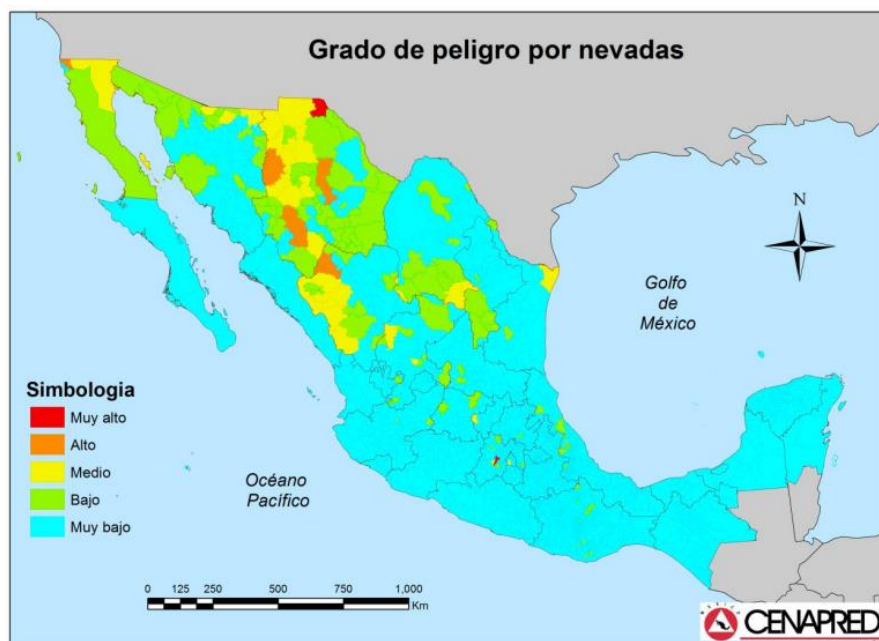 Grado de peligro por nevadas
N
Golfo
de
México
Simbologia
Muy alto
Alto
Medio
Bajo
Muy bajo
Océano
Pacífico
0 125 250 500 750 1,000
Km
MÉXICO
CENAPRED